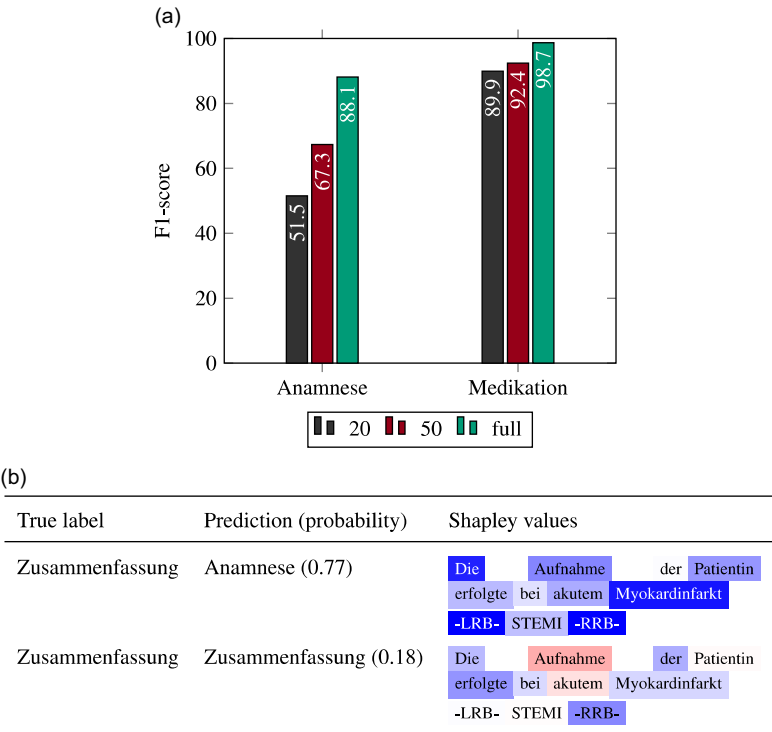 (a)
100
80
60
40
20
0
F1-score
51.5
67.3
88.1
89.9
92.4
98.7
Anamnese Medikation
20 50 full
(b)
True label Prediction (probability) Shapley values
Zusammenfassung Anamnese (0.77) Die Aufnahme der Patientin
erfolgte bei akutem Myokardinfarkt
-LRB- STEMI -RRB-
Zusammenfassung Zusammenfassung (0.18) Die Aufnahme der Patientin
erfolgte bei akutem Myokardinfarkt
-LRB- STEMI -RRB-